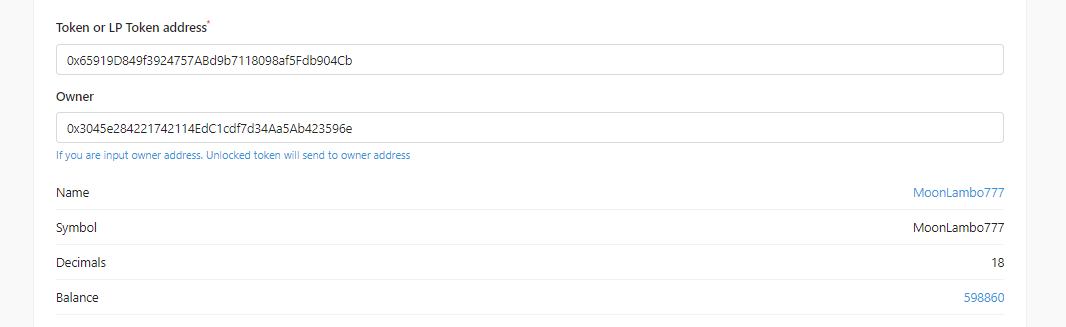 Token or LP Token address*
0x65919D849f3924757ABd9b7118098af5Fdb904Cb
Owner
0x3045e284221742114EdC1cdf7d34Aa5Ab423596e
If you are input owner address. Unlocked token will send to owner address
Name MoonLambo777
Symbol MoonLambo777
Decimals 18
Balance 598860